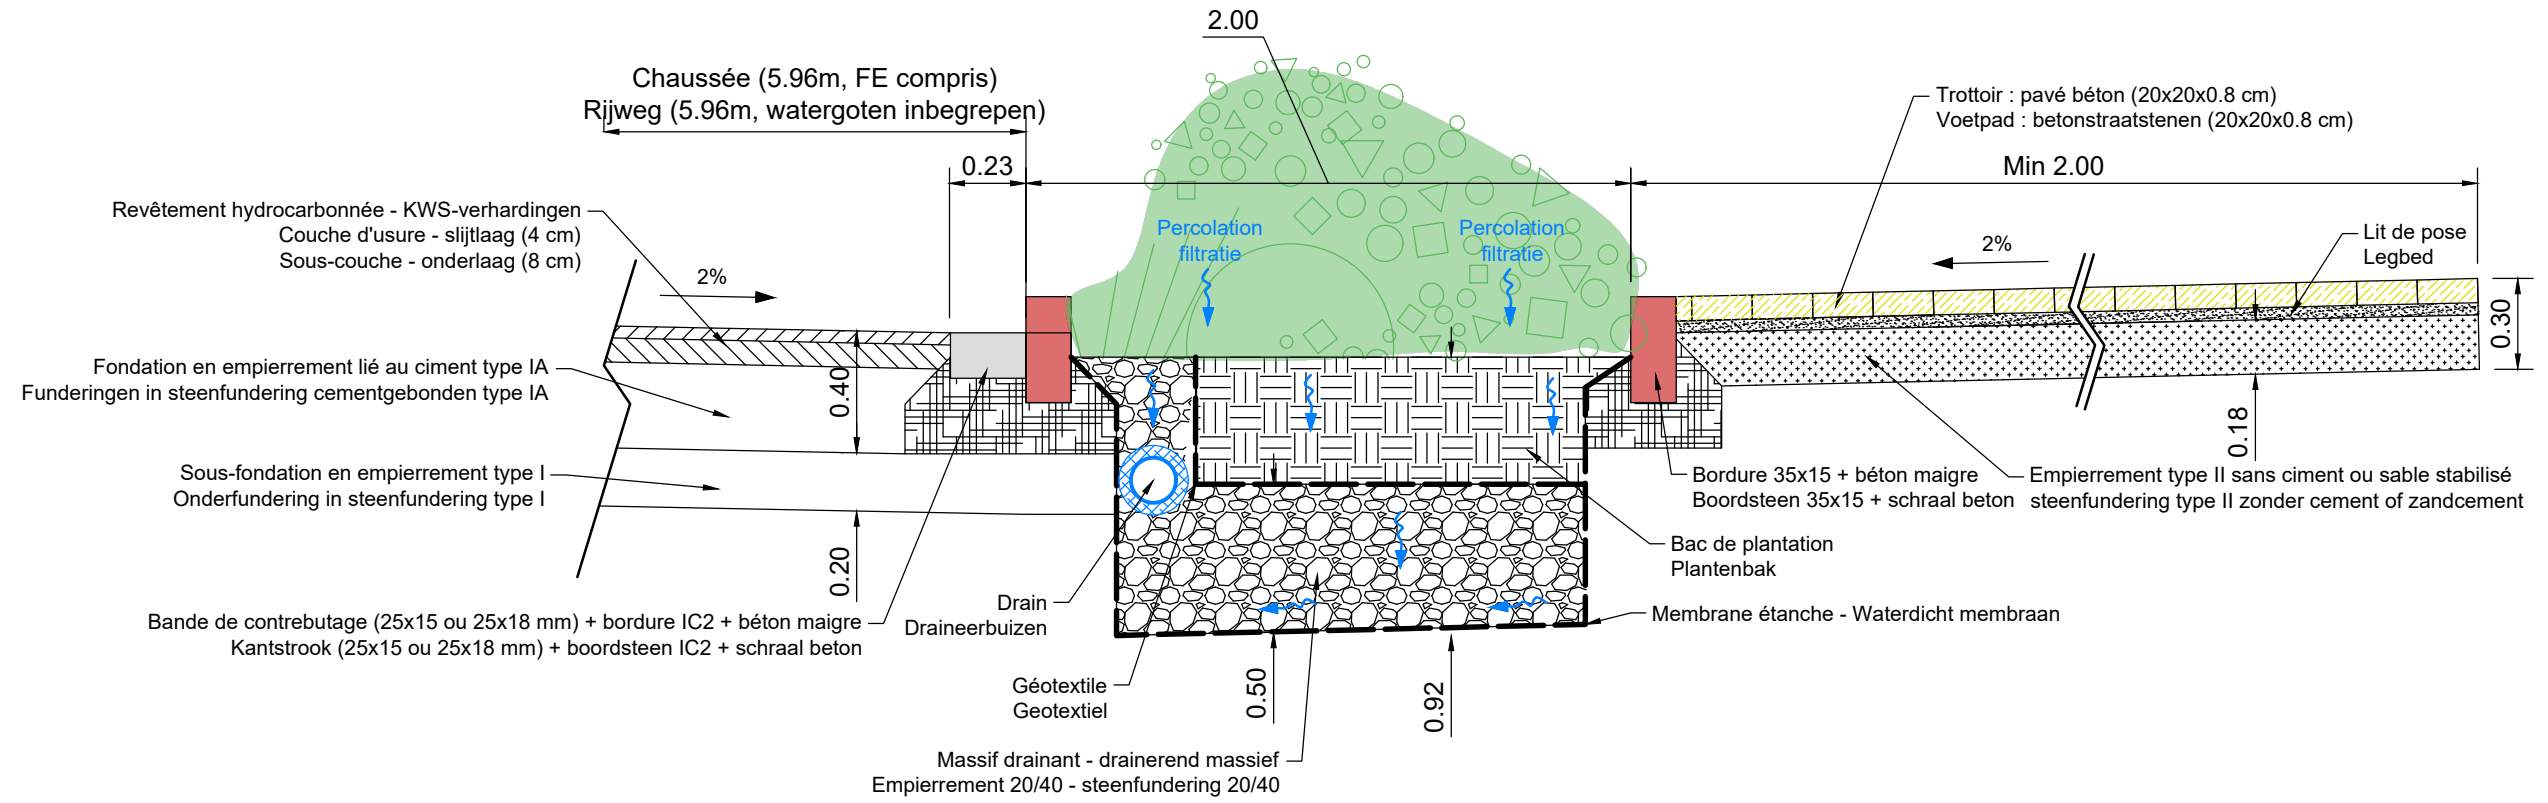 2.00
Chaussée (5.96m, FE compris)
Rijweg (5.96m, watergoten inbegrepen)
Trottoir : pavé béton (20x20x0.8 cm)
Voetpad : betonstraatstenen (20x20x0.8 cm)
0.23
Min 2.00
Revêtement hydrocarbonnée - KWS-verhardingen
Couche d'usure - slijtlaag (4 cm)
Sous-couche - onderlaag (8 cm)
Percolation
filtratie
Percolation
filtratie
Lit de pose
Legbed
2%
2%
0.30
Fondation en empierrement lié au ciment type IA
Funderingen in steenfundering cementgebonden type IA
0.40
0.18
Sous-fondation en empierrement type I
Onderfundering in steenfundering type I
Bordure 35x15 + béton maigre
Boordsteen 35x15 + schraal beton
Empierrement type II sans ciment ou sable stabilisé
steenfundering type II zonder cement of zandcement
0.20
Bac de plantation
Plantenbak
Drain
Draineerbuizen
Membrane étanche - Waterdicht membraan
Bande de contrebutage (25x15 ou 25x18 mm) + bordure IC2 + béton maigre
Kantstrook (25x15 ou 25x18 mm) + boordsteen IC2 + schraal beton
Géotextile
Geotextiel
0.50
0.92
Massif drainant - drainerend massief
Empierrement 20/40 - steenfundering 20/40